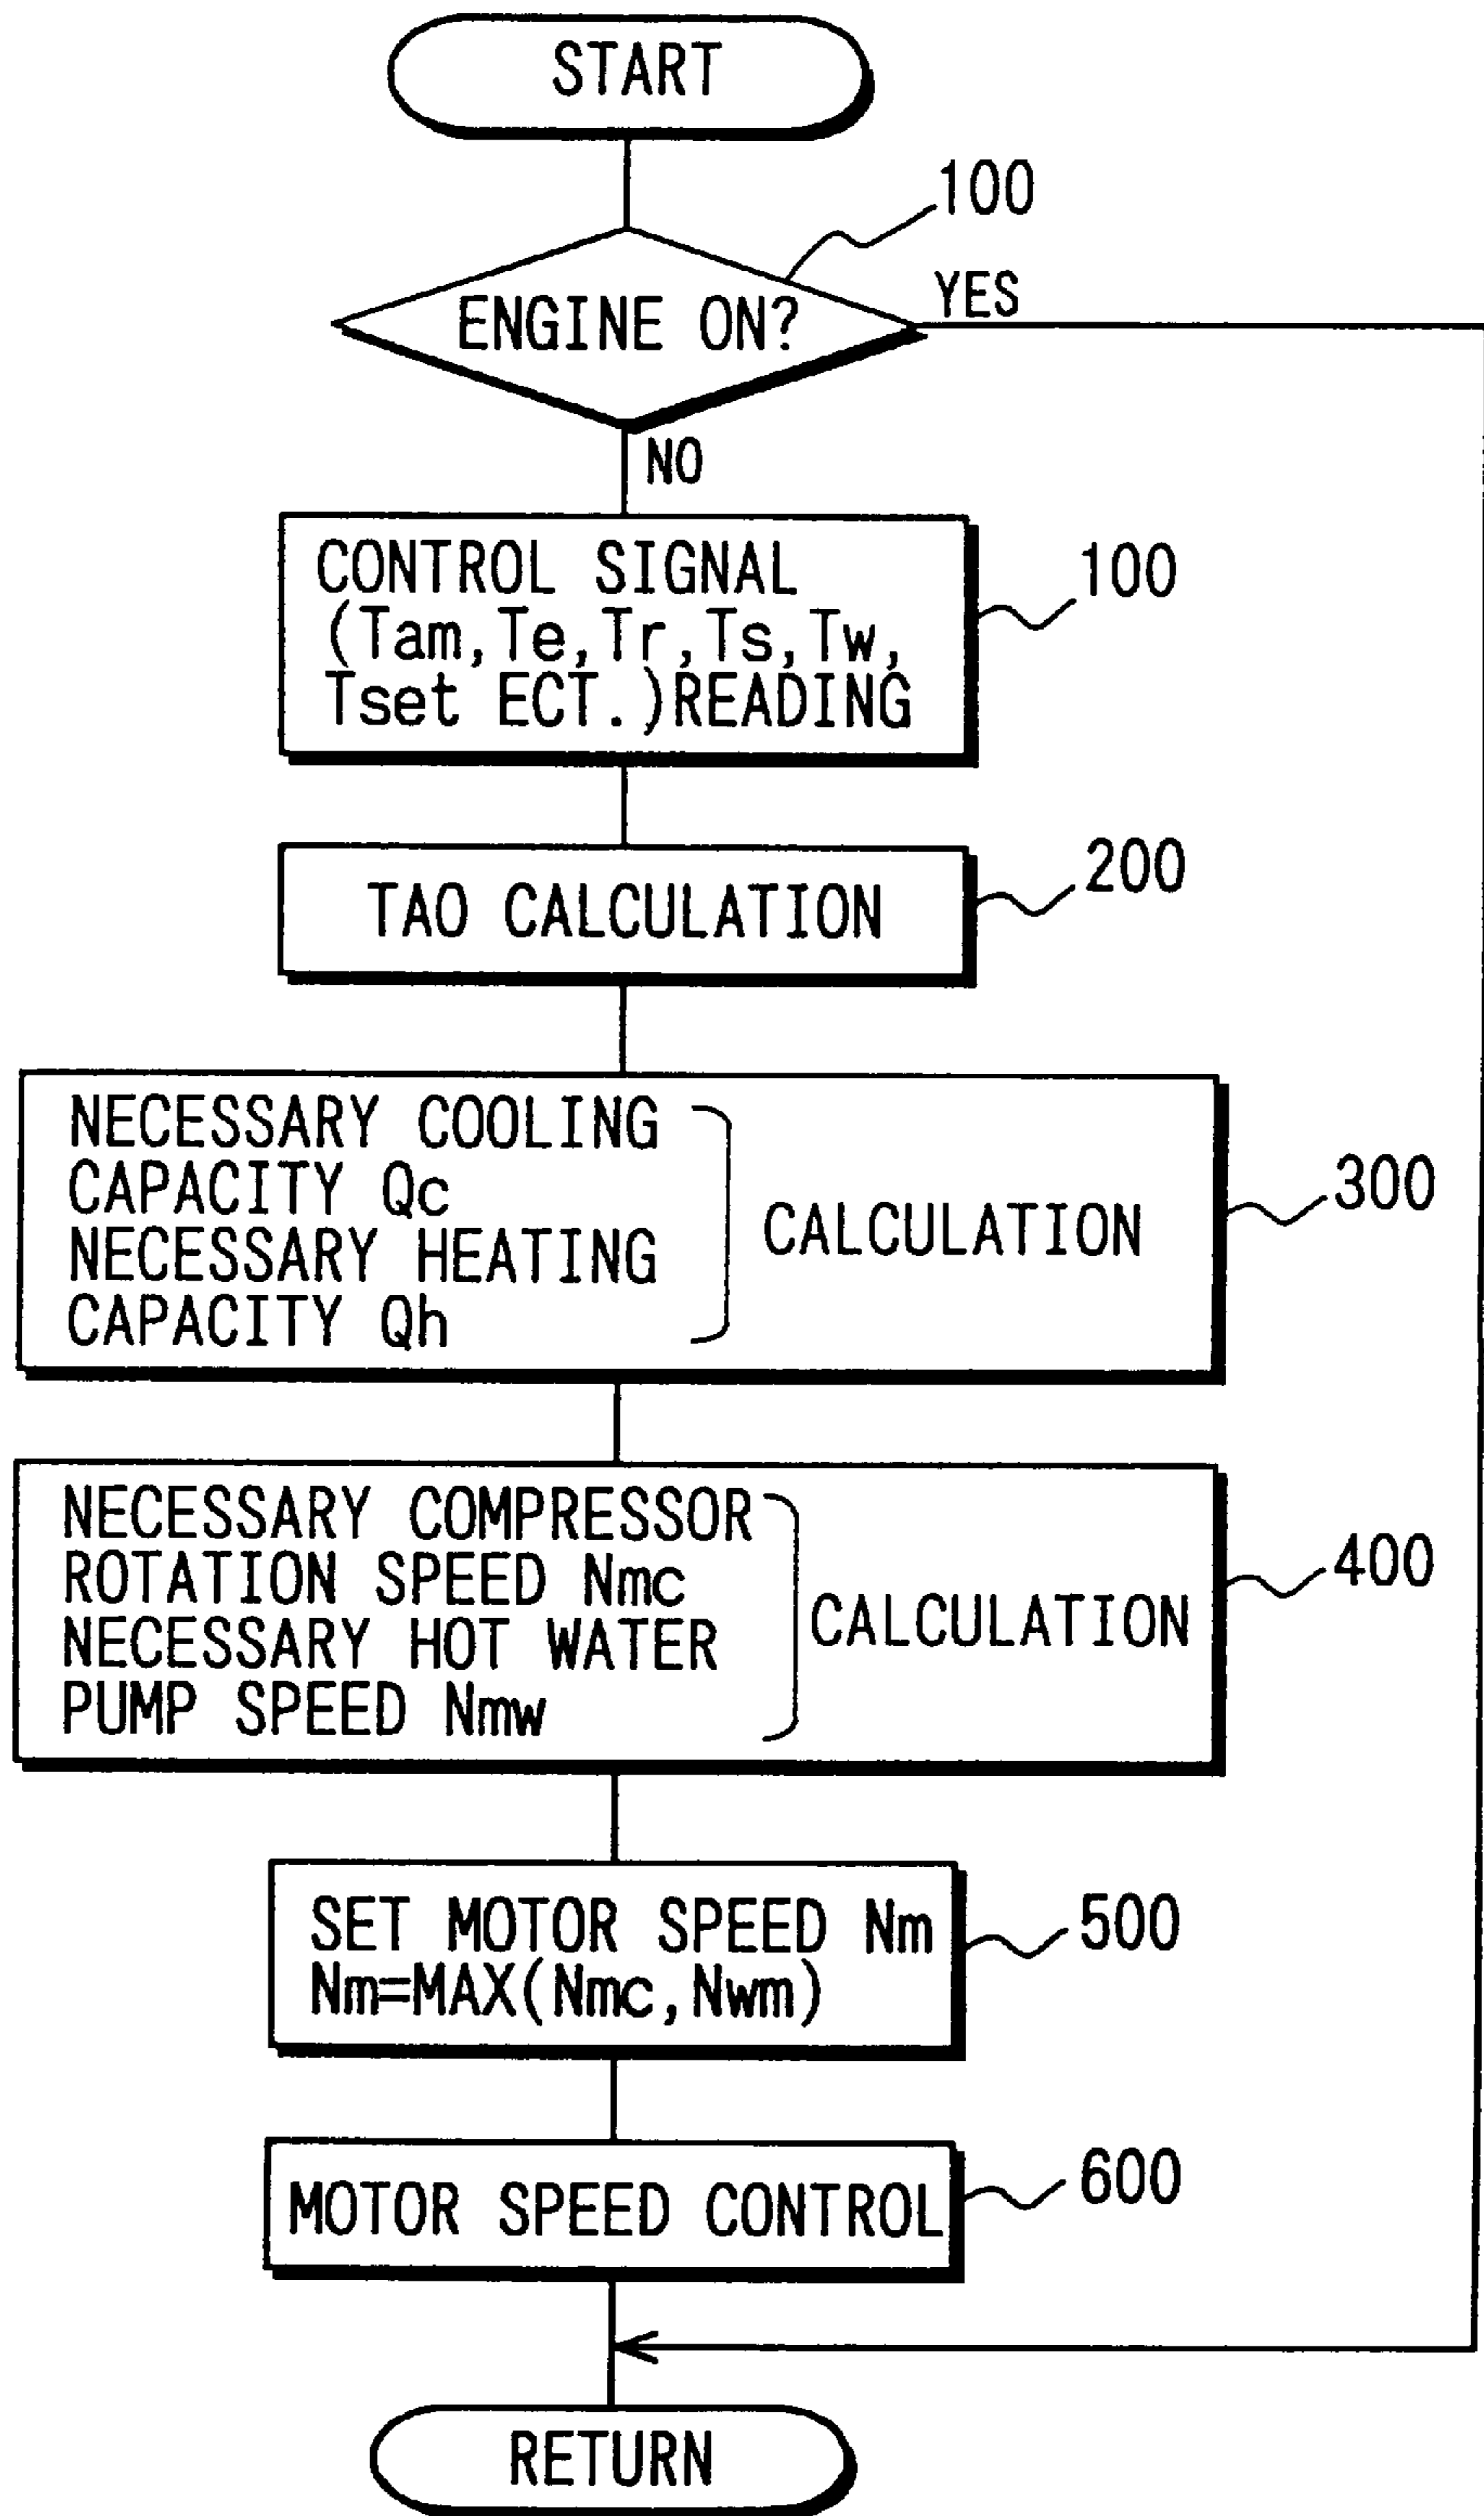 START
100
ENGINE ON?
YES
NO
CONTROL SIGNAL
(Tam,Te,Tr,Ts,Tw,
Tset ECT.)READING
100
TAO CALCULATION
200
NECESSARY COOLING
CAPACITY Qc
NECESSARY HEATING
CAPACITY Qh
CALCULATION
300
NECESSARY COMPRESSOR
ROTATION SPEED Nmc
NECESSARY HOT WATER
PUMP SPEED Nmw
CALCULATION
400
SET MOTOR SPEED Nm
Nm=MAX(Nmc,Nwm)
500
MOTOR SPEED CONTROL
600
RETURN